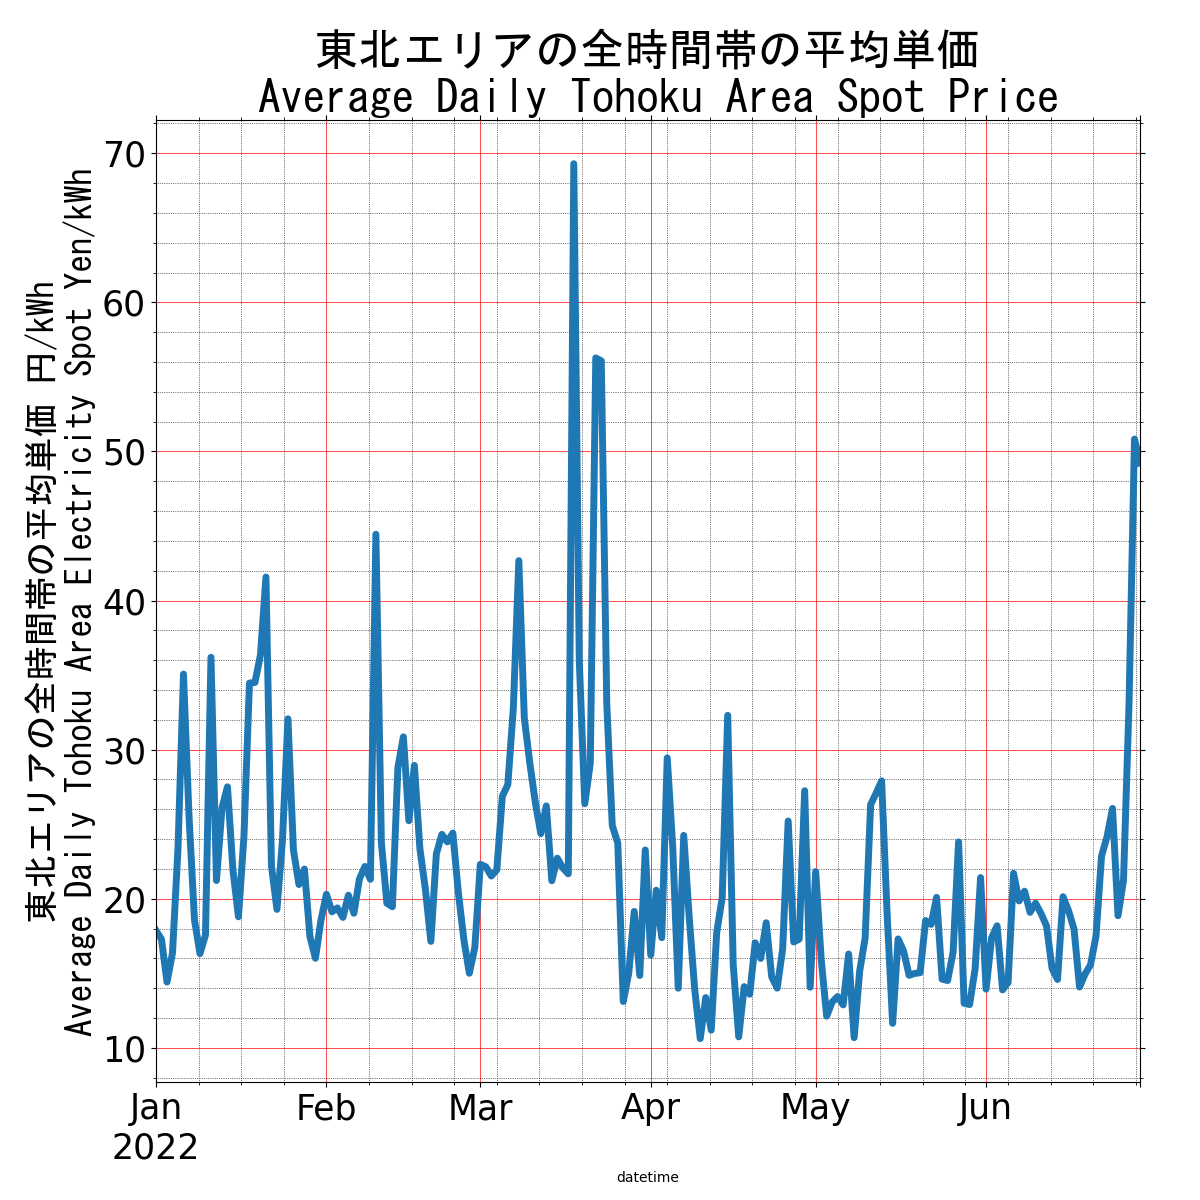 東北エリアの全時間帯の平均単価
Average Daily Tohoku Area Spot Price
東北エリアの全時間帯の平均単価 円/kWh
Average Daily Tohoku Area Electricity Spot Yen/kWh
70
60
50
40
30
20
10
Jan
2022
Feb
Mar
Apr
May
Jun
datetime